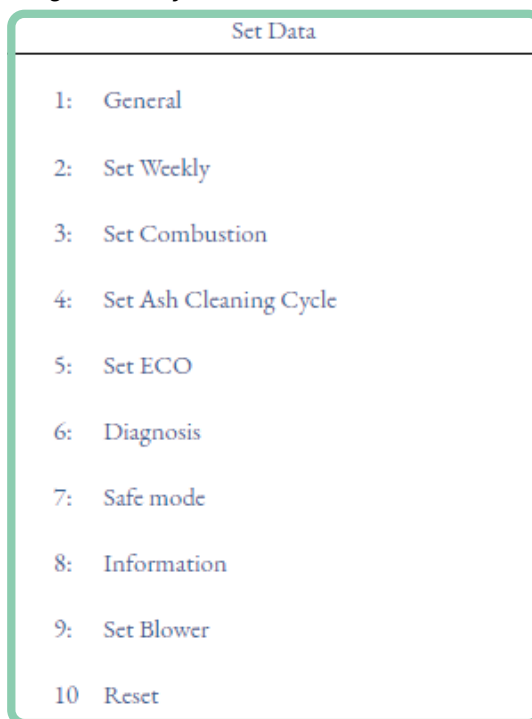 Set Data
1: General
2: Set Weekly
3: Set Combustion
4: Set Ash Cleaning Cycle
5: Set ECO
6: Diagnosis
7: Safe mode
8: Information
9: Set Blower
10 Reset